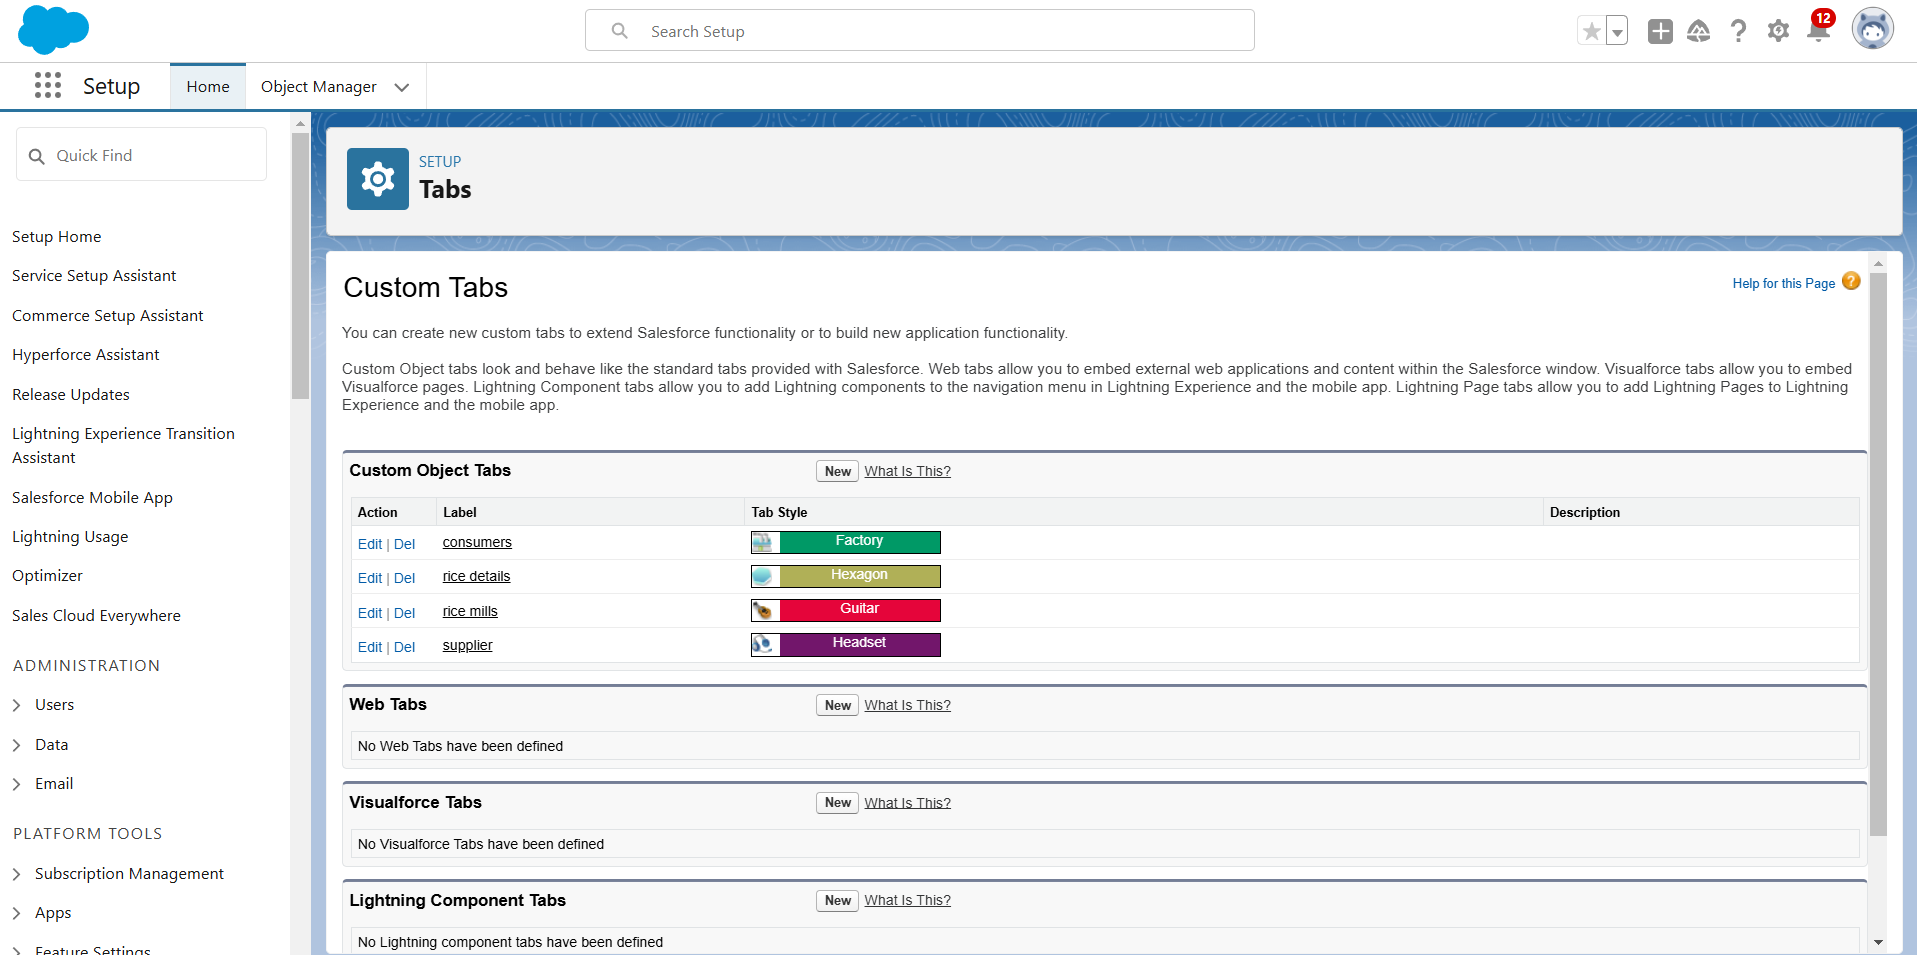 Search Setup
12
Setup
Home
Object Manager
Quick Find
Setup Home
Service Setup Assistant
Commerce Setup Assistant
Hyperforce Assistant
Release Updates
Lightning Experience Transition
Assistant
Salesforce Mobile App
Lightning Usage
Optimizer
Sales Cloud Everywhere
ADMINISTRATION
Users
Data
Email
PLATFORM TOOLS
Subscription Management
Apps
Feature Settings
SETUP
Tabs
Custom Tabs
Help for this Page ?
You can create new custom tabs to extend Salesforce functionality or to build new application functionality.
Custom Object tabs look and behave like the standard tabs provided with Salesforce. Web tabs allow you to embed external web applications and content within the Salesforce window. Visualforce tabs allow you to embed
Visualforce pages. Lightning Component tabs allow you to add Lightning components to the navigation menu in Lightning Experience and the mobile app. Lightning Page tabs allow you to add Lightning Pages to Lightning
Experience and the mobile app.
Custom Object Tabs New What Is This?
Action Label Tab Style Description
Edit | Del consumers Factory
Edit | Del rice details Hexagon
Edit | Del rice mills Guitar
Edit | Del supplier Headset
Web Tabs New What Is This?
No Web Tabs have been defined
Visualforce Tabs New What Is This?
No Visualforce Tabs have been defined
Lightning Component Tabs New What Is This?
No Lightning component tabs have been defined